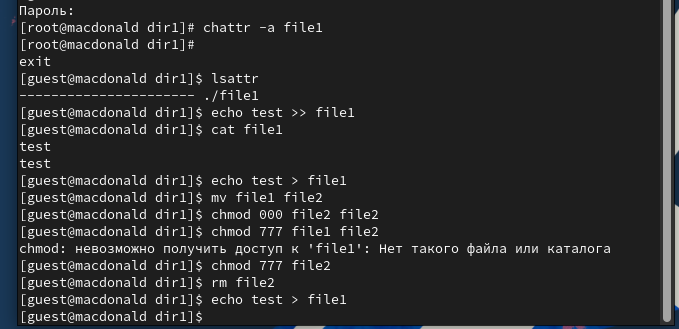 Пароль:
[root@macdonald dir1]# chattr -a file1
[root@macdonald dir1]#
exit
[guest@macdonald dir1]$ lsattr
---------------------- ./file1
[guest@macdonald dir1]$ echo test >> file1
[guest@macdonald dir1]$ cat file1
test
test
[guest@macdonald dir1]$ echo test > file1
[guest@macdonald dir1]$ mv file1 file2
[guest@macdonald dir1]$ chmod 000 file2 file2
[guest@macdonald dir1]$ chmod 777 file1 file2
chmod: невозможно получить доступ к 'file1': Нет такого файла или каталога
[guest@macdonald dir1]$ chmod 777 file2
[guest@macdonald dir1]$ rm file2
[guest@macdonald dir1]$ echo test > file1
[guest@macdonald dir1]$